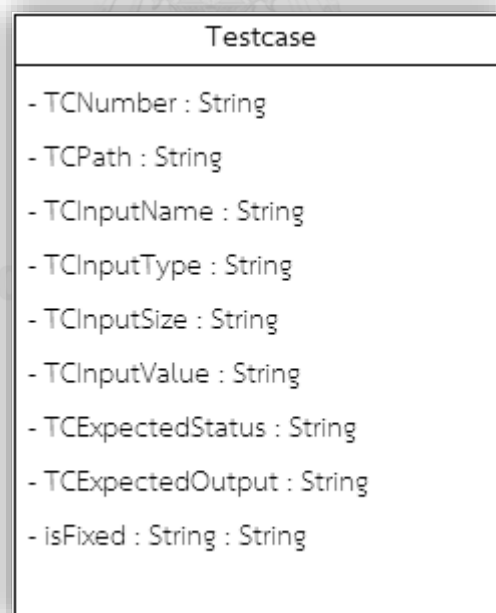 Testcase
- TCNumber : String
- TCPath : String
- TCInputName : String
- TCInputType : String
- TCInputSize : String
- TCInputValue : String
- TCExpectedStatus : String
- TCExpectedOutput : String
- isFixed : String : String